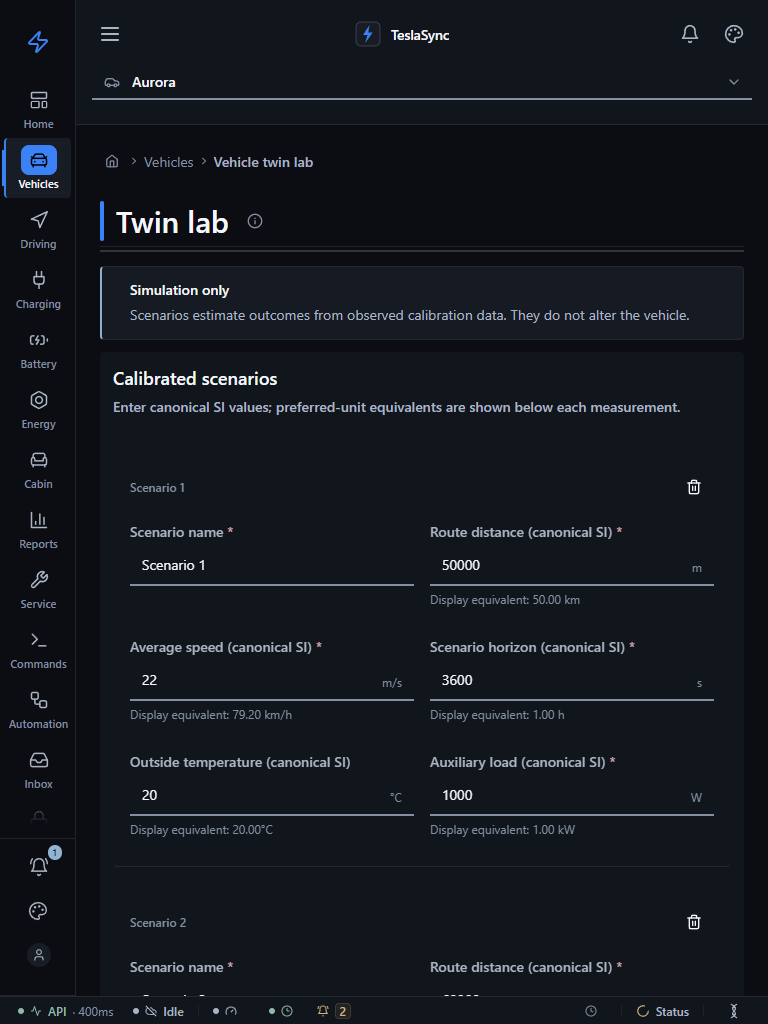 TeslaSync
Aurora
Home
Vehicles
Driving
Charging
Battery
Energy
Cabin
Reports
Service
Commands
Automation
Inbox
1
Vehicles
Vehicle twin lab
Twin lab
Simulation only
Scenarios estimate outcomes from observed calibration data. They do not alter the vehicle.
Calibrated scenarios
Enter canonical SI values; preferred-unit equivalents are shown below each measurement.
Scenario 1
Scenario name *
Scenario 1
Route distance (canonical SI) *
50000 m
Display equivalent: 50.00 km
Average speed (canonical SI) *
22 m/s
Display equivalent: 79.20 km/h
Scenario horizon (canonical SI) *
3600 s
Display equivalent: 1.00 h
Outside temperature (canonical SI)
20 °C
Display equivalent: 20.00°C
Auxiliary load (canonical SI) *
1000 W
Display equivalent: 1.00 kW
Scenario 2
Scenario name *
Route distance (canonical SI) *
API · 400ms
Idle
2
Status